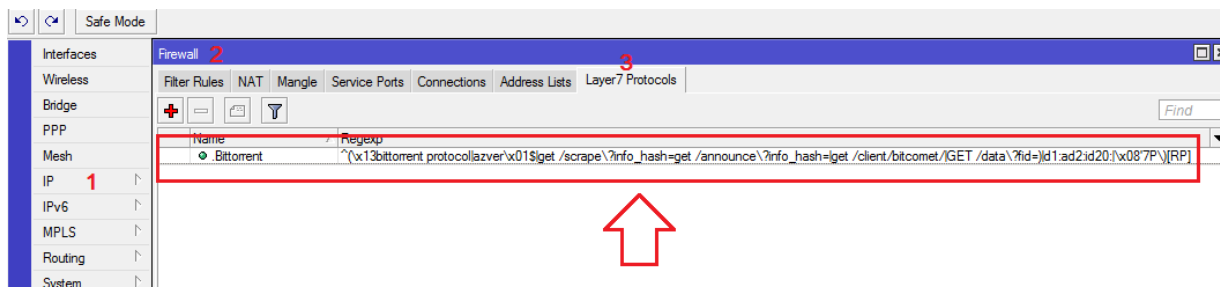 Safe Mode
Interfaces
Wireless
Bridge
PPP
Mesh
IP 1
IPv6
MPLS
Routing
System
Firewall 2
3
Filter Rules NAT Mangle Service Ports Connections Address Lists Layer7 Protocols
Find
Name Regexp
.Bittorrent ^(\x13bittorrent protocol|azver\x01$|get /scrape\?info_hash=get /announce\?info_hash=|get /client/bitcomet/|GET /data\?fid=)|d1:ad2:id20:|\x08'7P\)[RP]